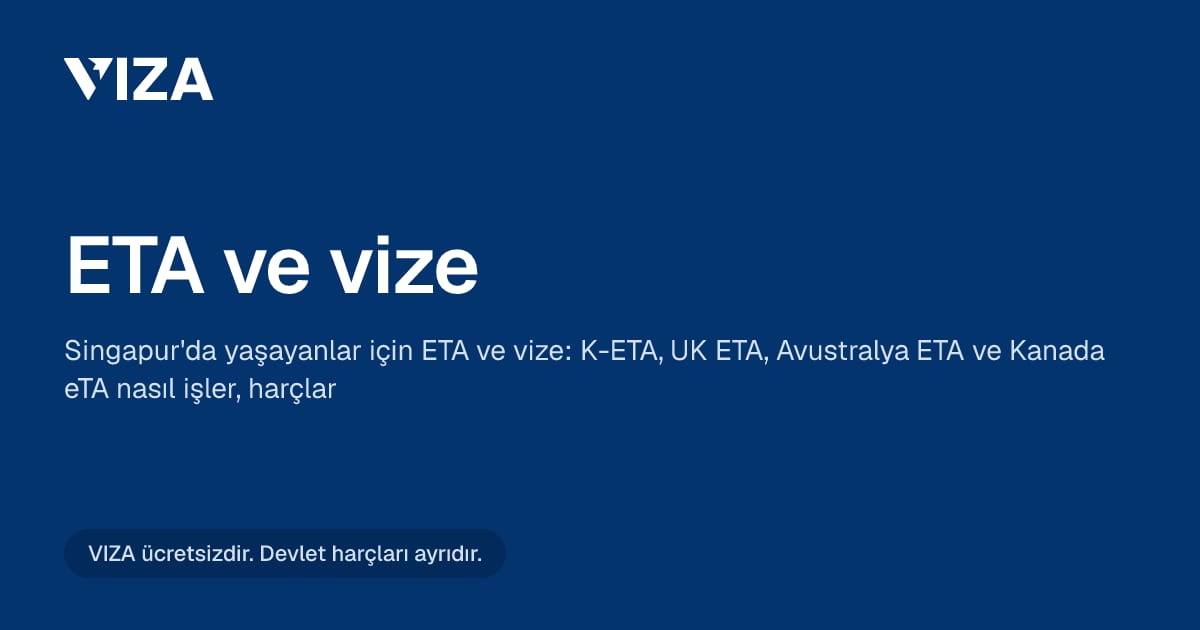 VIZA
ETA ve vize
Singapur'da yaşayanlar için ETA ve vize: K-ETA, UK ETA, Avustralya ETA ve Kanada
eTA nasıl işler, harçlar
VIZA ücretsizdir. Devlet harçları ayrıdır.